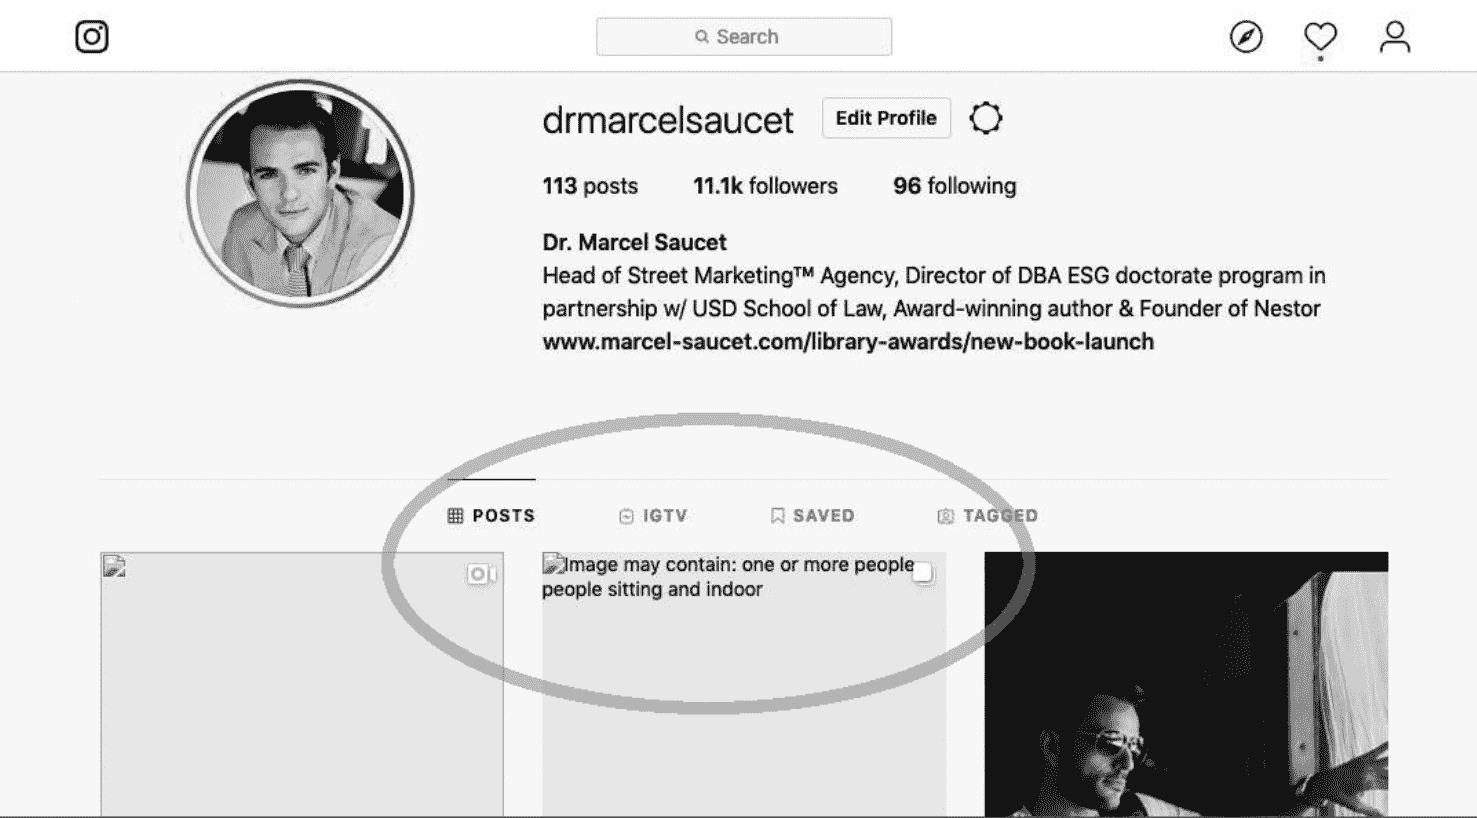 Search
drmarcelsaucet Edit Profile
113 posts 11.1k followers 96 following
Dr. Marcel Saucet
Head of Street Marketing™ Agency, Director of DBA ESG doctorate program in
partnership w/ USD School of Law, Award-winning author & Founder of Nestor
www.marcel-saucet.com/library-awards/new-book-launch
POSTS IGTV SAVED TAGGED
Image may contain: one or more people,
people sitting and indoor